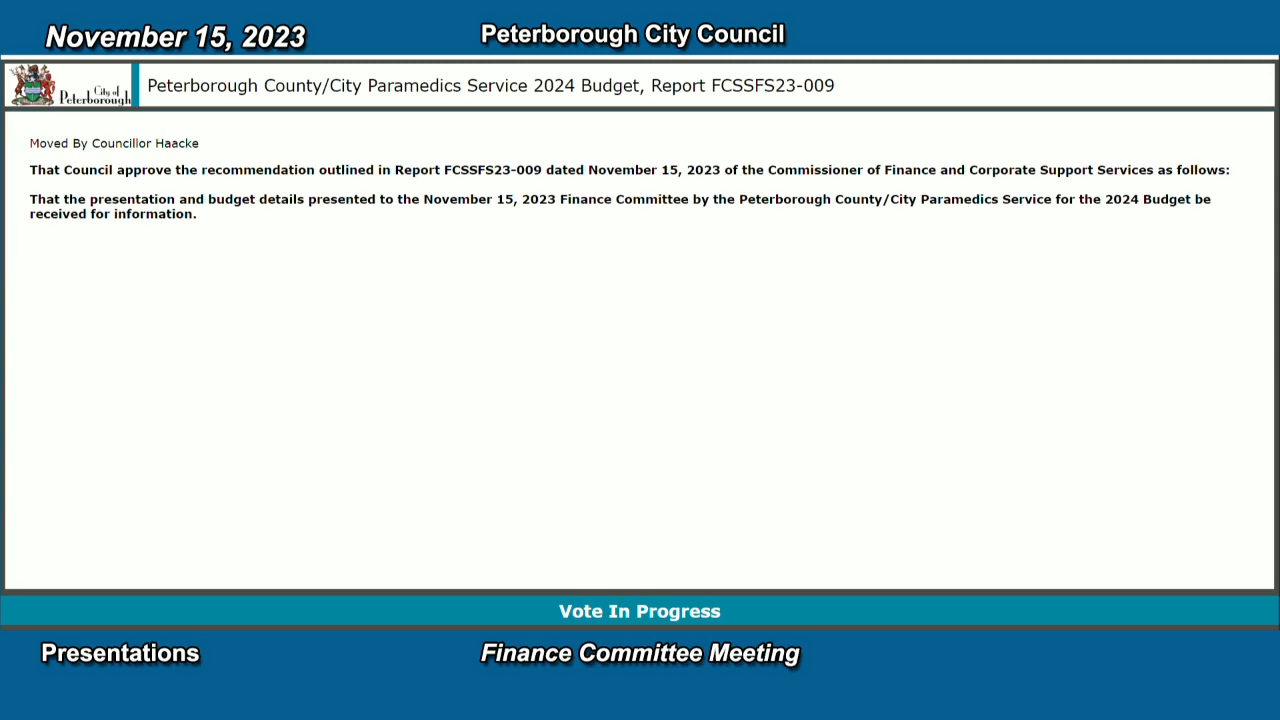 November 15, 2023
Peterborough City Council
City of
Peterborough
Peterborough County/City Paramedics Service 2024 Budget, Report FCSSFS23-009
Moved By Councillor Haacke
That Council approve the recommendation outlined in Report FCSSFS23-009 dated November 15, 2023 of the Commissioner of Finance and Corporate Support Services as follows:
That the presentation and budget details presented to the November 15, 2023 Finance Committee by the Peterborough County/City Paramedics Service for the 2024 Budget be
received for information.
Vote In Progress
Presentations
Finance Committee Meeting